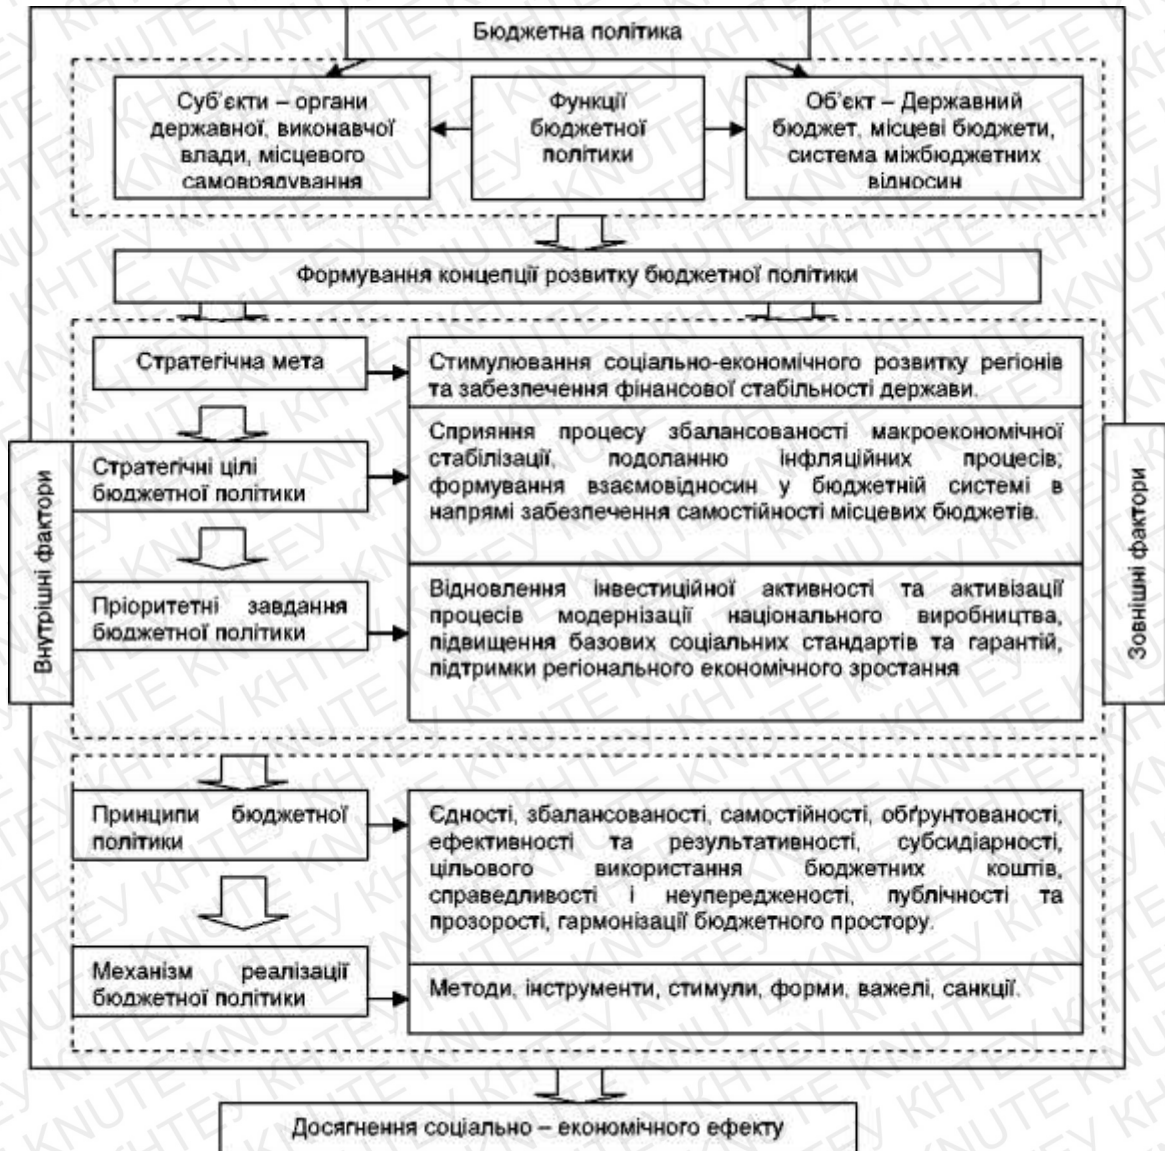 Бюджетна політика
Суб’єкти – органи
державної, виконавчої
влади, місцевого
самоврядування
Функції
бюджетної
політики
Об’єкт – Державний
бюджет, місцеві бюджети,
система міжбюджетних
відносин
Формування концепції розвитку бюджетної політики
Стратегічна мета
Стимулювання соціально-економічного розвитку регіонів
та забезпечення фінансової стабільності держави.
Внутрішні фактори
Стратегічні цілі
бюджетної політики
Сприяння процесу збалансованості макроекономічної
стабілізації, подоланню інфляційних процесів;
формування взаємовідносин у бюджетній системі в
напрямі забезпечення самостійності місцевих бюджетів.
Зовнішні фактори
Пріоритетні завдання
бюджетної політики
Відновлення інвестиційної активності та активізації
процесів модернізації національного виробництва,
підвищення базових соціальних стандартів та гарантій,
підтримки регіонального економічного зростання
Принципи бюджетної
політики
Єдності, збалансованості, самостійності, обґрунтованості,
ефективності та результативності, субсидіарності,
цільового використання бюджетних коштів,
справедливості і неупередженості, публічності та
прозорості, гармонізації бюджетного простору.
Механізм реалізації
бюджетної політики
Методи, інструменти, стимули, форми, важелі, санкції.
Досягнення соціально – економічного ефекту
КНТЕУ KNUTE